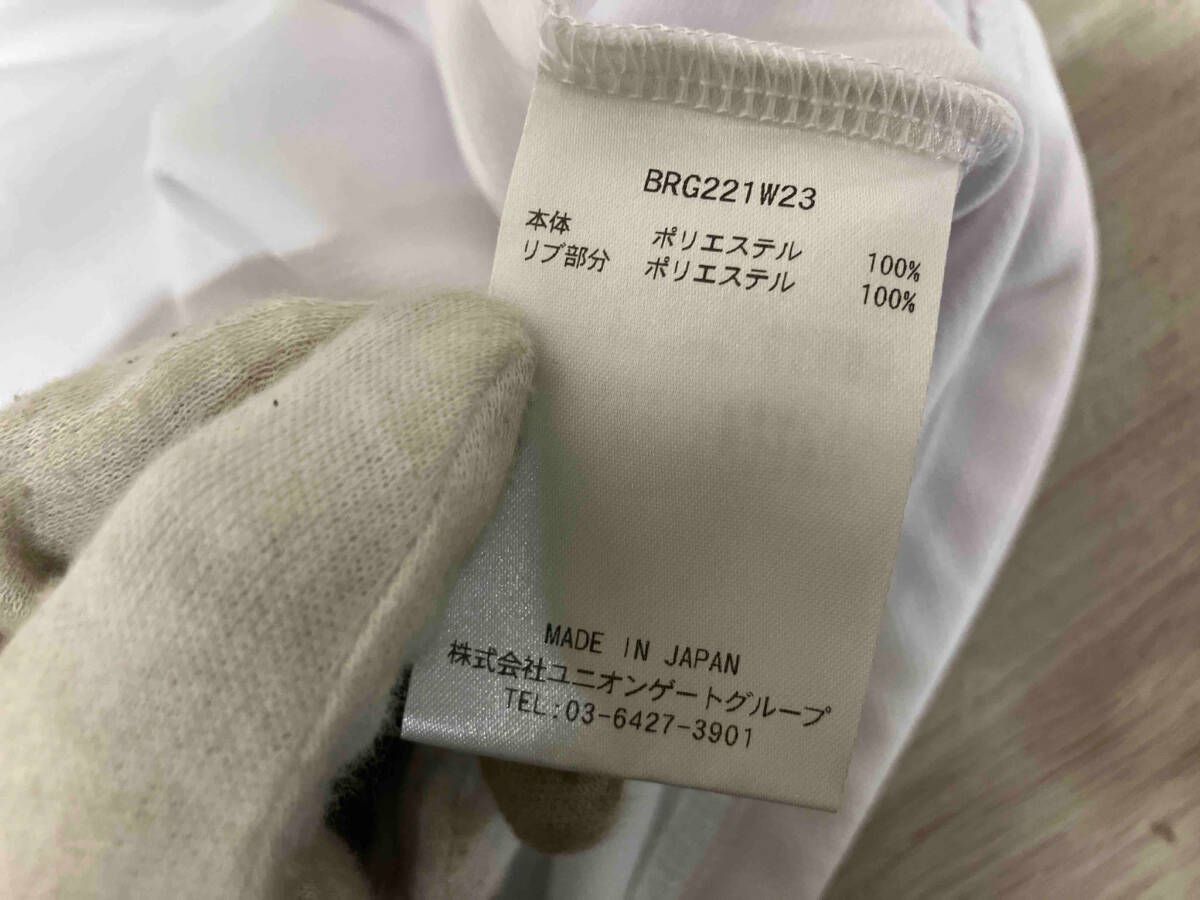 BRG221W23
本体 ポリエステル 100%
リブ部分 ポリエステル 100%
MADE IN JAPAN
株式会社ユニオンゲートグループ
TEL:03-6427-3901